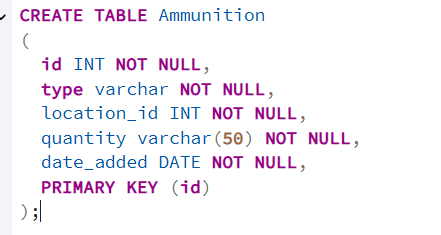 CREATE TABLE Ammunition
(
id INT NOT NULL,
type varchar NOT NULL,
location_id INT NOT NULL,
quantity varchar(50) NOT NULL,
date_added DATE NOT NULL,
PRIMARY KEY (id)
);